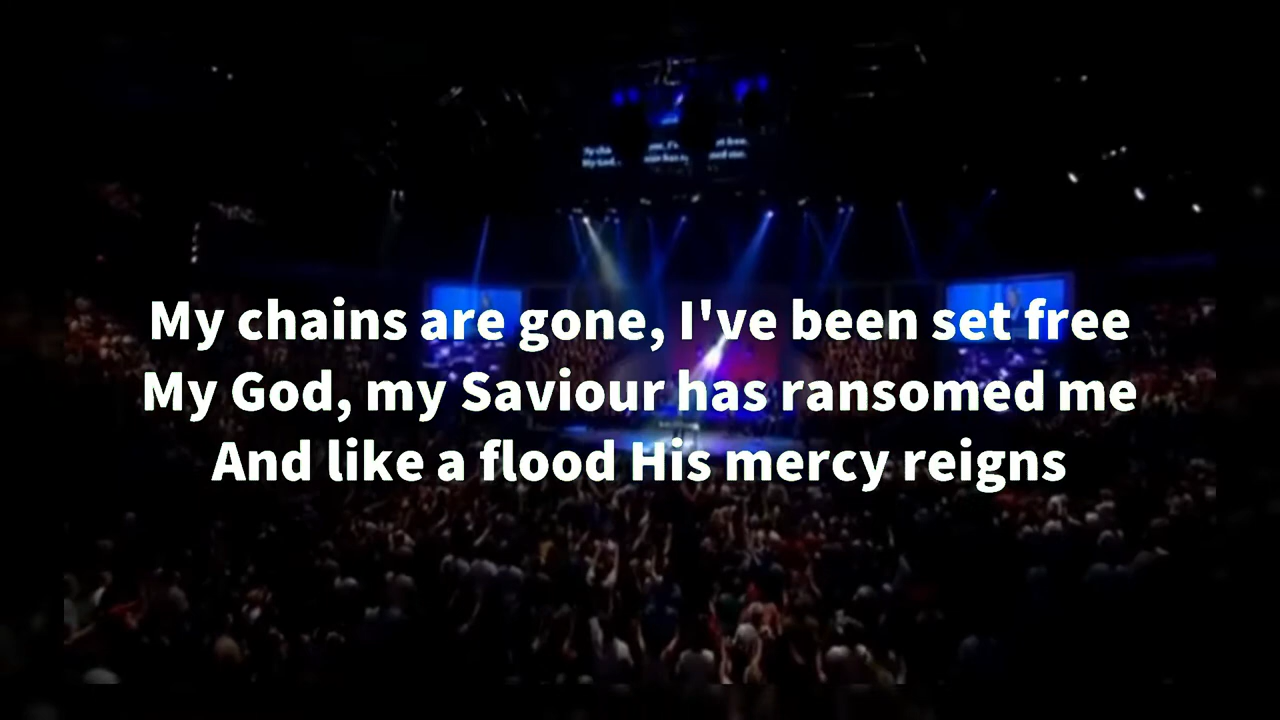 My chains are gone, I've been set free
My God, my Saviour has ransomed me
And like a flood His mercy reigns